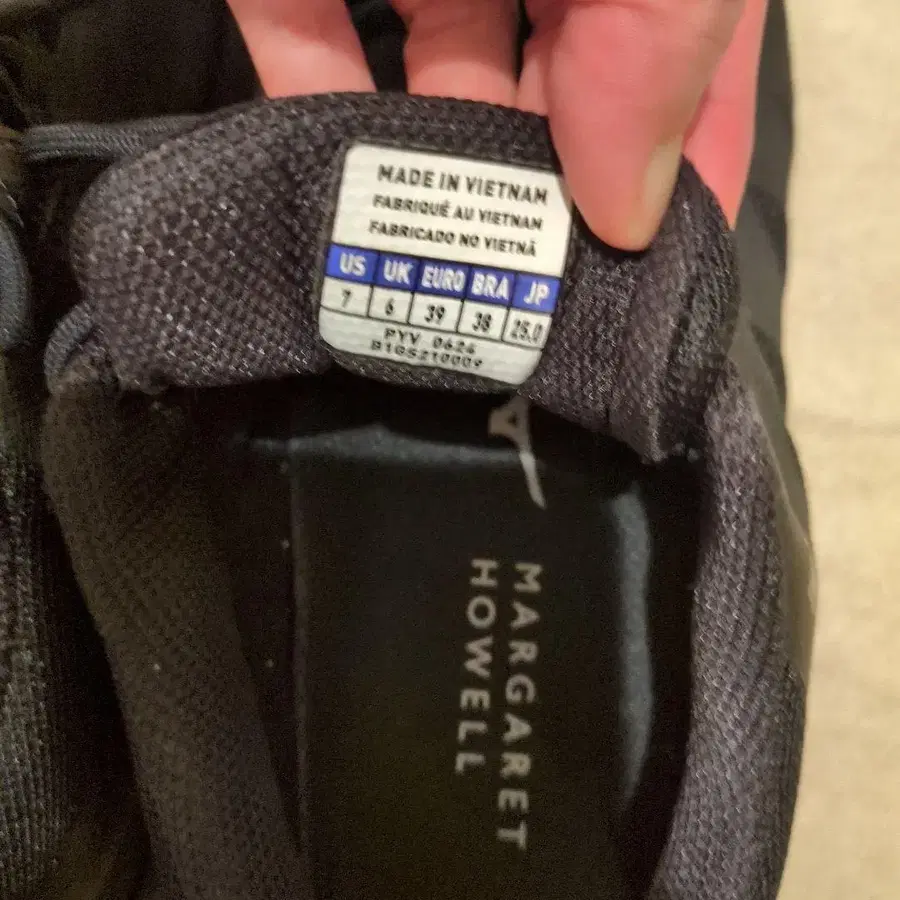 MADE IN VIETNAM
FABRIQUÉ AU VIETNAM
FABRICADO NO VIETNÃ
US UK EURO BRA JP
7 6 39 38 25.0
PYV 0624
D1GS210009
MARGARET
HOWELL